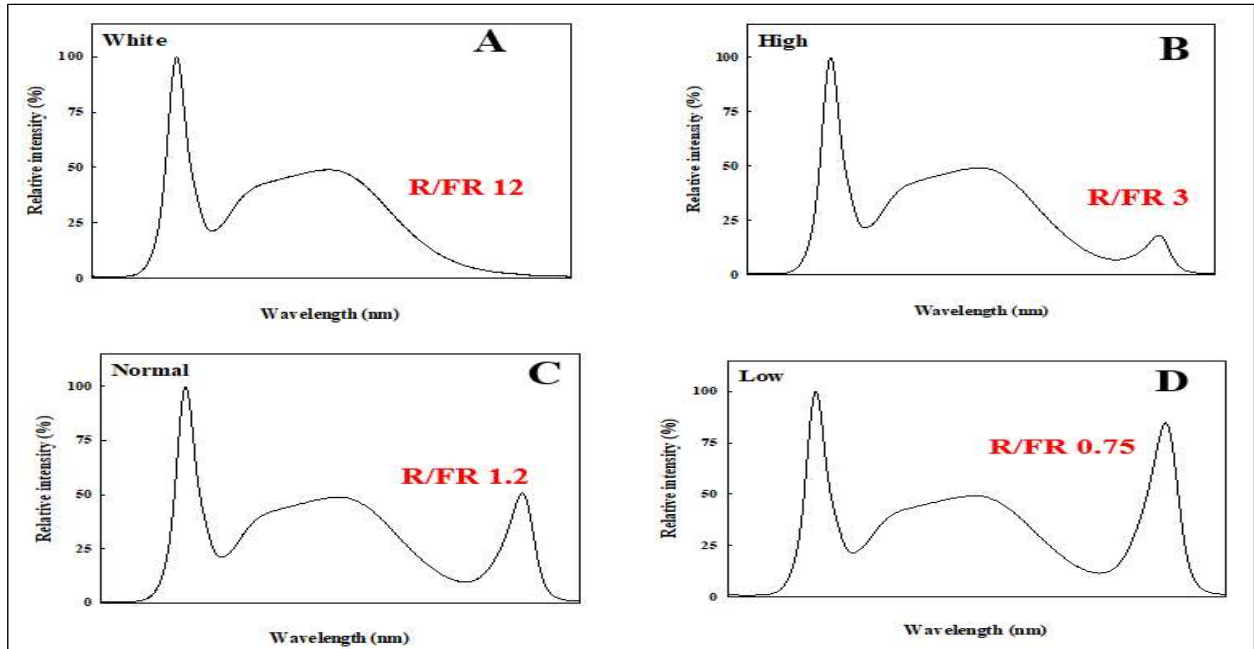 White
A
100
75
50
25
0
Relative intensity (%)
R/FR 12
Wavelength (nm)
High
B
100
75
50
25
0
Relative intensity (%)
R/FR 3
Wavelength (nm)
Normal
C
100
75
50
25
0
Relative intensity (%)
R/FR 1.2
Wavelength (nm)
Low
D
100
75
50
25
0
Relative intensity (%)
R/FR 0.75
Wavelength (nm)